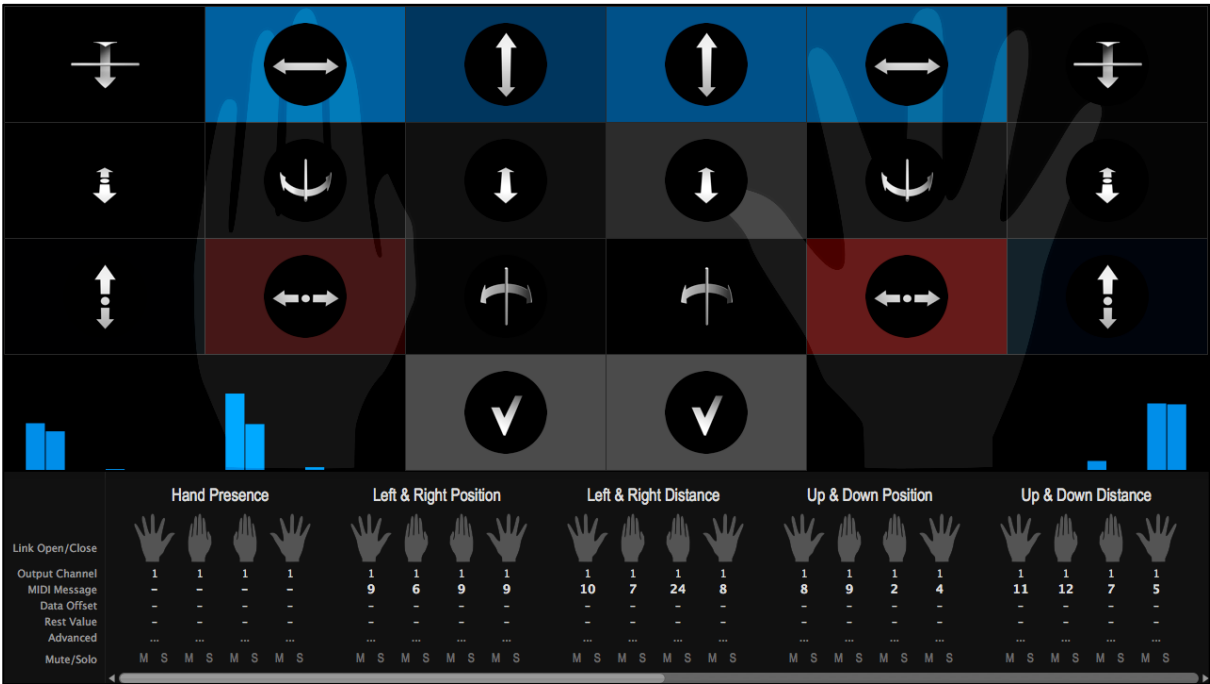 Hand Presence Left & Right Position Left & Right Distance Up & Down Position Up & Down Distance
Link Open/Close
Output Channel 1 1 1 1 1 1 1 1 1 1 1 1 1 1 1 1 1 1 1 1
MIDI Message – – – – 9 6 9 9 10 7 24 8 8 9 2 4 11 12 7 5
Data Offset – – – – – – – – – – – – – – – – – – – –
Rest Value – – – – – – – – – – – – – – – – – – – –
Advanced ... ... ... ... ... ... ... ... ... ... ... ... ... ... ... ... ... ... ... ...
Mute/Solo M S M S M S M S M S M S M S M S M S M S M S M S M S M S M S M S M S M S M S M S